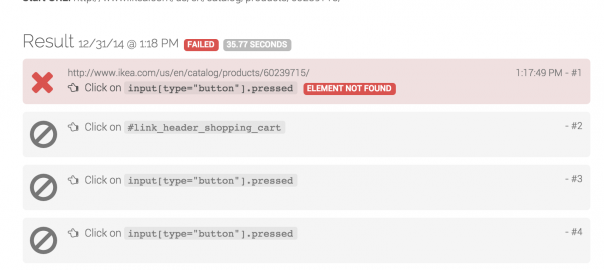 Result 12/31/14 @ 1:18 PM FAILED 35.77 SECONDS
http://www.ikea.com/us/en/catalog/products/60239715/ 1:17:49 PM - #1
Click on input[type="button"].pressed ELEMENT NOT FOUND
Click on #link_header_shopping_cart - #2
Click on input[type="button"].pressed - #3
Click on input[type="button"].pressed - #4